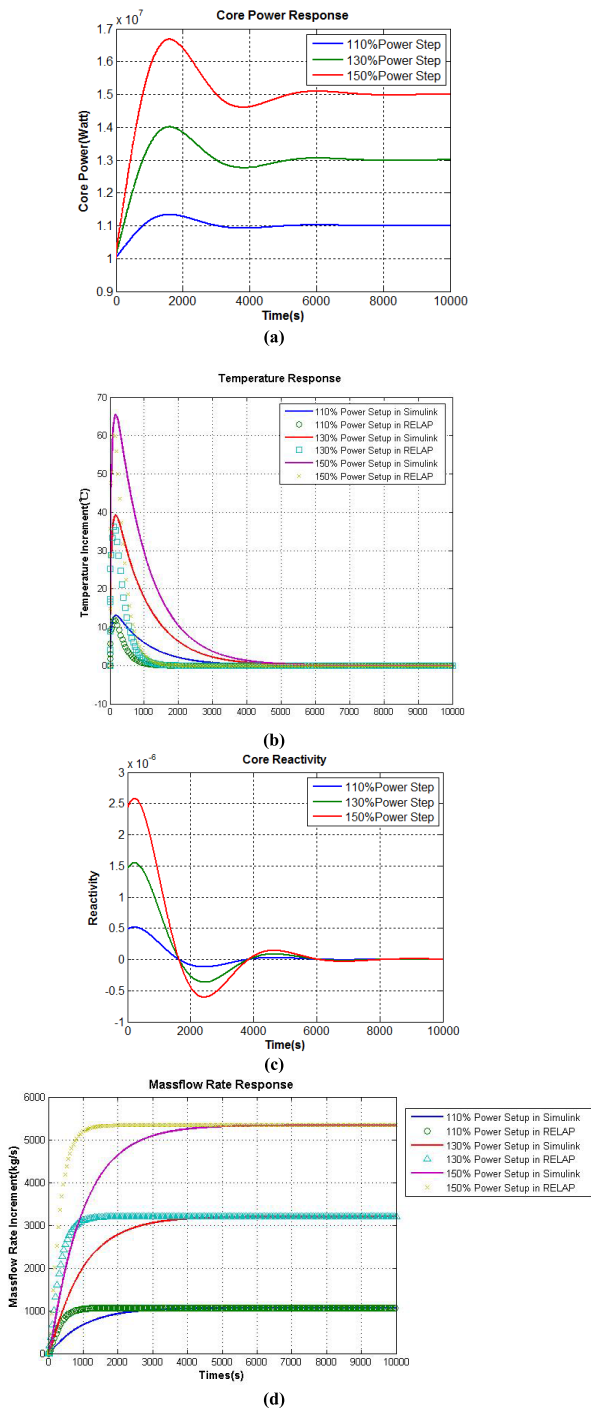 Core Power Response
1.7 x 10^7
1.6
1.5
1.4
1.3
1.2
1.1
1
0.9
Core Power(Watt)
110%Power Step
130%Power Step
150%Power Step
0 2000 4000 6000 8000 10000
Time(s)
(a)
Temperature Response
70
60
50
40
30
20
10
0
-10
Temperature Increment(℃)
110% Power Setup in Simulink
110% Power Setup in RELAP
130% Power Setup in Simulink
130% Power Setup in RELAP
150% Power Setup in Simulink
150% Power Setup in RELAP
0 1000 2000 3000 4000 5000 6000 7000 8000 9000 10000
(b)
Core Reactivity
3 x 10^-6
2.5
2
1.5
1
0.5
0
-0.5
-1
Reactivity
110%Power Step
130%Power Step
150%Power Step
0 2000 4000 6000 8000 10000
Time(s)
(c)
Massflow Rate Response
6000
5000
4000
3000
2000
1000
0
Massflow Rate Increment(kg/s)
110% Power Setup in Simulink
110% Power Setup in RELAP
130% Power Setup in Simulink
130% Power Setup in RELAP
150% Power Setup in Simulink
150% Power Setup in RELAP
0 1000 2000 3000 4000 5000 6000 7000 8000 9000 10000
Times(s)
(d)